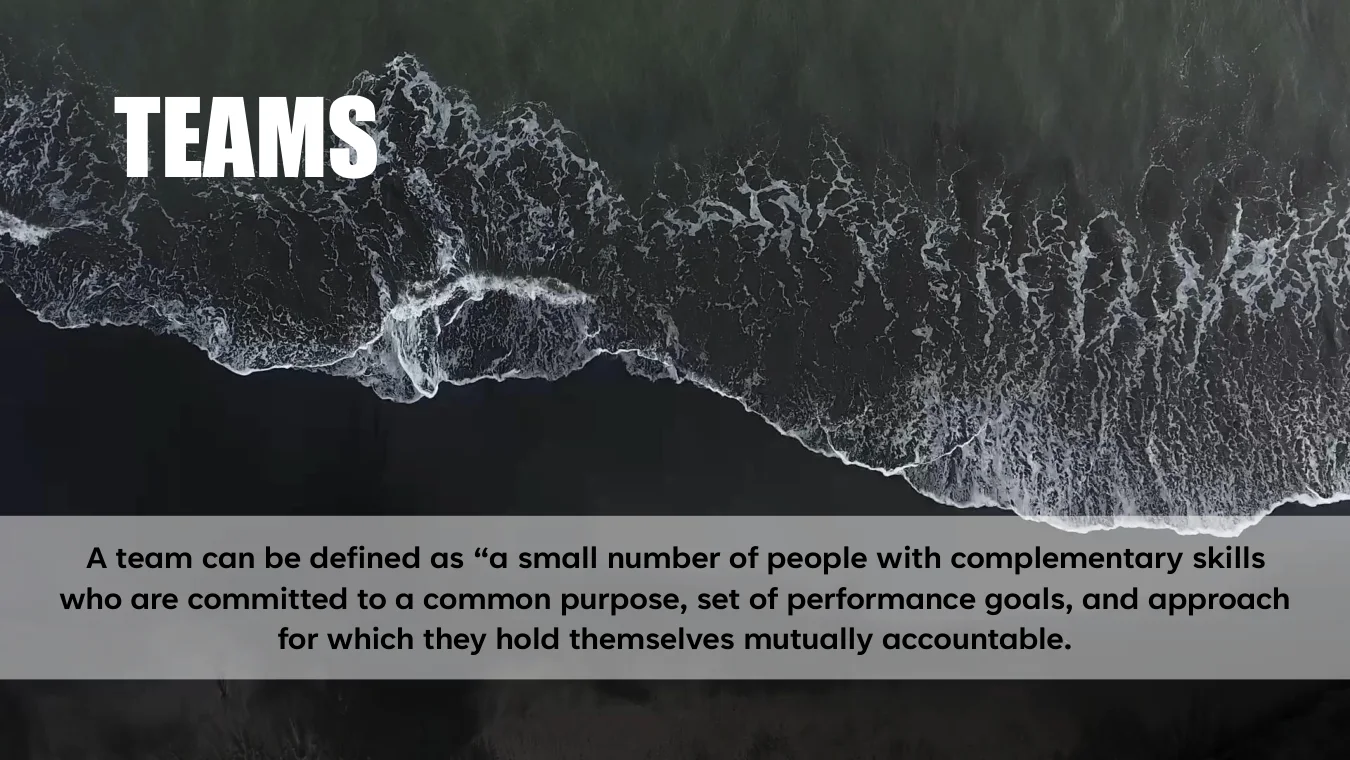 TEAMS
A team can be defined as “a small number of people with complementary skills
who are committed to a common purpose, set of performance goals, and approach
for which they hold themselves mutually accountable.